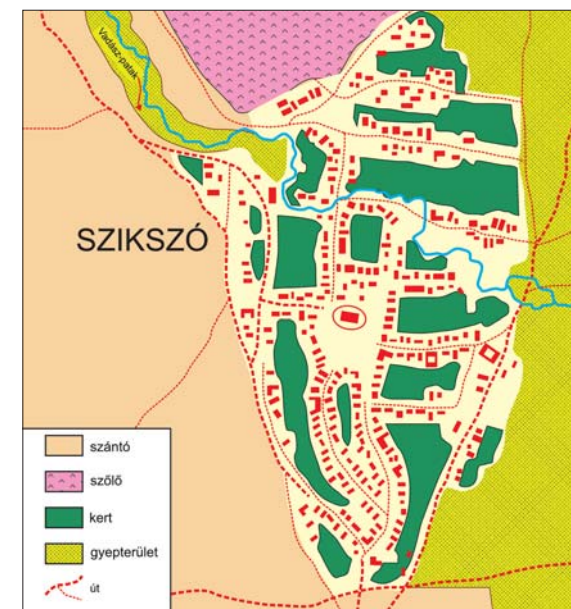 Vadász-patak
SZIKSZÓ
szántó
szőlő
kert
gyepterület
út